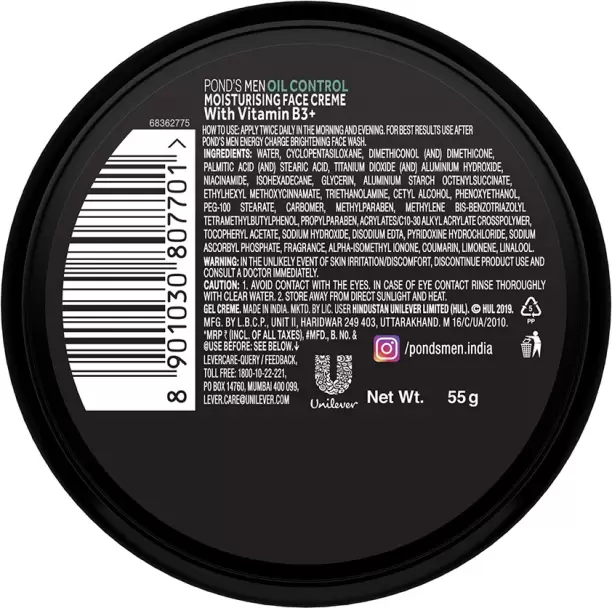 POND'S MEN OIL CONTROL
MOISTURISING FACE CREME
With Vitamin B3+
68362775
HOW TO USE: APPLY TWICE DAILY IN THE MORNING AND EVENING. FOR BEST RESULTS USE AFTER
POND'S MEN ENERGY CHARGE BRIGHTENING FACE WASH.
INGREDIENTS: WATER, CYCLOPENTASILOXANE, DIMETHICONOL (AND) DIMETHICONE,
PALMITIC ACID (AND) STEARIC ACID, TITANIUM DIOXIDE (AND) ALUMINIUM HYDROXIDE,
NIACINAMIDE, ISOHEXADECANE, GLYCERIN, ALUMINIUM STARCH OCTENYLSUCCINATE,
ETHYLHEXYL METHOXYCINNAMATE, TRIETHANOLAMINE, CETYL ALCOHOL, PHENOXYETHANOL,
PEG-100 STEARATE, CARBOMER, METHYLPARABEN, METHYLENE BIS-BENZOTRIAZOLYL
TETRAMETHYLBUTYLPHENOL, PROPYLPARABEN, ACRYLATES/C10-30 ALKYL ACRYLATE CROSSPOLYMER,
TOCOPHERYL ACETATE, SODIUM HYDROXIDE, DISODIUM EDTA, PYRIDOXINE HYDROCHLORIDE, SODIUM
ASCORBYL PHOSPHATE, FRAGRANCE, ALPHA-ISOMETHYL IONONE, COUMARIN, LIMONENE, LINALOOL.
WARNING: IN THE UNLIKELY EVENT OF SKIN IRRITATION/DISCOMFORT, DISCONTINUE PRODUCT USE AND
CONSULT A DOCTOR IMMEDIATELY.
CAUTION: 1. AVOID CONTACT WITH THE EYES. IN CASE OF EYE CONTACT RINSE THOROUGHLY
WITH CLEAR WATER. 2. STORE AWAY FROM DIRECT SUNLIGHT AND HEAT.
GEL CREME. MADE IN INDIA. MKTD. BY LIC. USER HINDUSTAN UNILEVER LIMITED (HUL). © HUL 2019.
MFG. BY L.B.C.P., UNIT II, HARIDWAR 249 403, UTTARAKHAND. M 16/C/UA/2010.
*MRP ₹ (INCL. OF ALL TAXES), #MFD., B. NO. &
@USE BEFORE: SEE BELOW.↓
LEVERCARE-QUERY / FEEDBACK,
TOLL FREE: 1800-10-22-221,
PO BOX 14760, MUMBAI 400 099,
LEVER.CARE@UNILEVER.COM
/pondsmen.india
5
PP
Unilever
Net Wt. 55 g
8 901030 807701 >